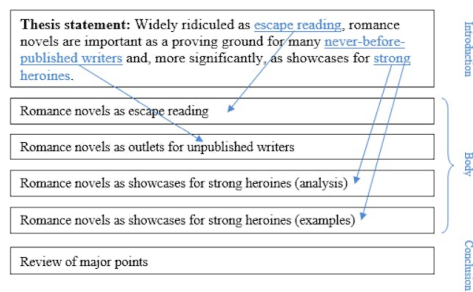 Thesis statement: Widely ridiculed as escape reading, romance
novels are important as a proving ground for many never-before-
published writers and, more significantly, as showcases for strong
heroines.
Introduction
Romance novels as escape reading
Romance novels as outlets for unpublished writers
Romance novels as showcases for strong heroines (analysis)
Romance novels as showcases for strong heroines (examples)
Body
Review of major points
Conclusion